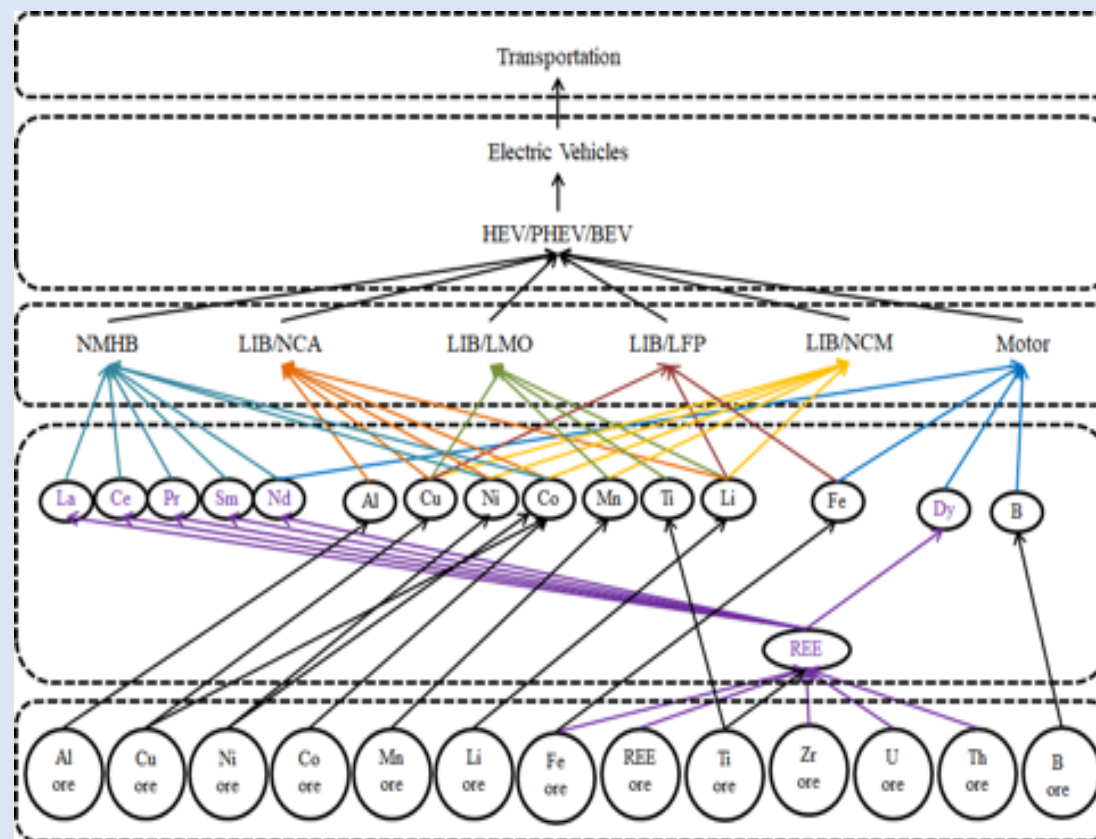 Transportation
Electric Vehicles
HEV/PHEV/BEV
NMHB LIB/NCA LIB/LMO LIB/LFP LIB/NCM Motor
La Ce Pr Sm Nd Al Cu Ni Co Mn Ti Li Fe Dy B
REE
Al Cu Ni Co Mn Li Fe REE Ti Zr U Th B
ore ore ore ore ore ore ore ore ore ore ore ore ore